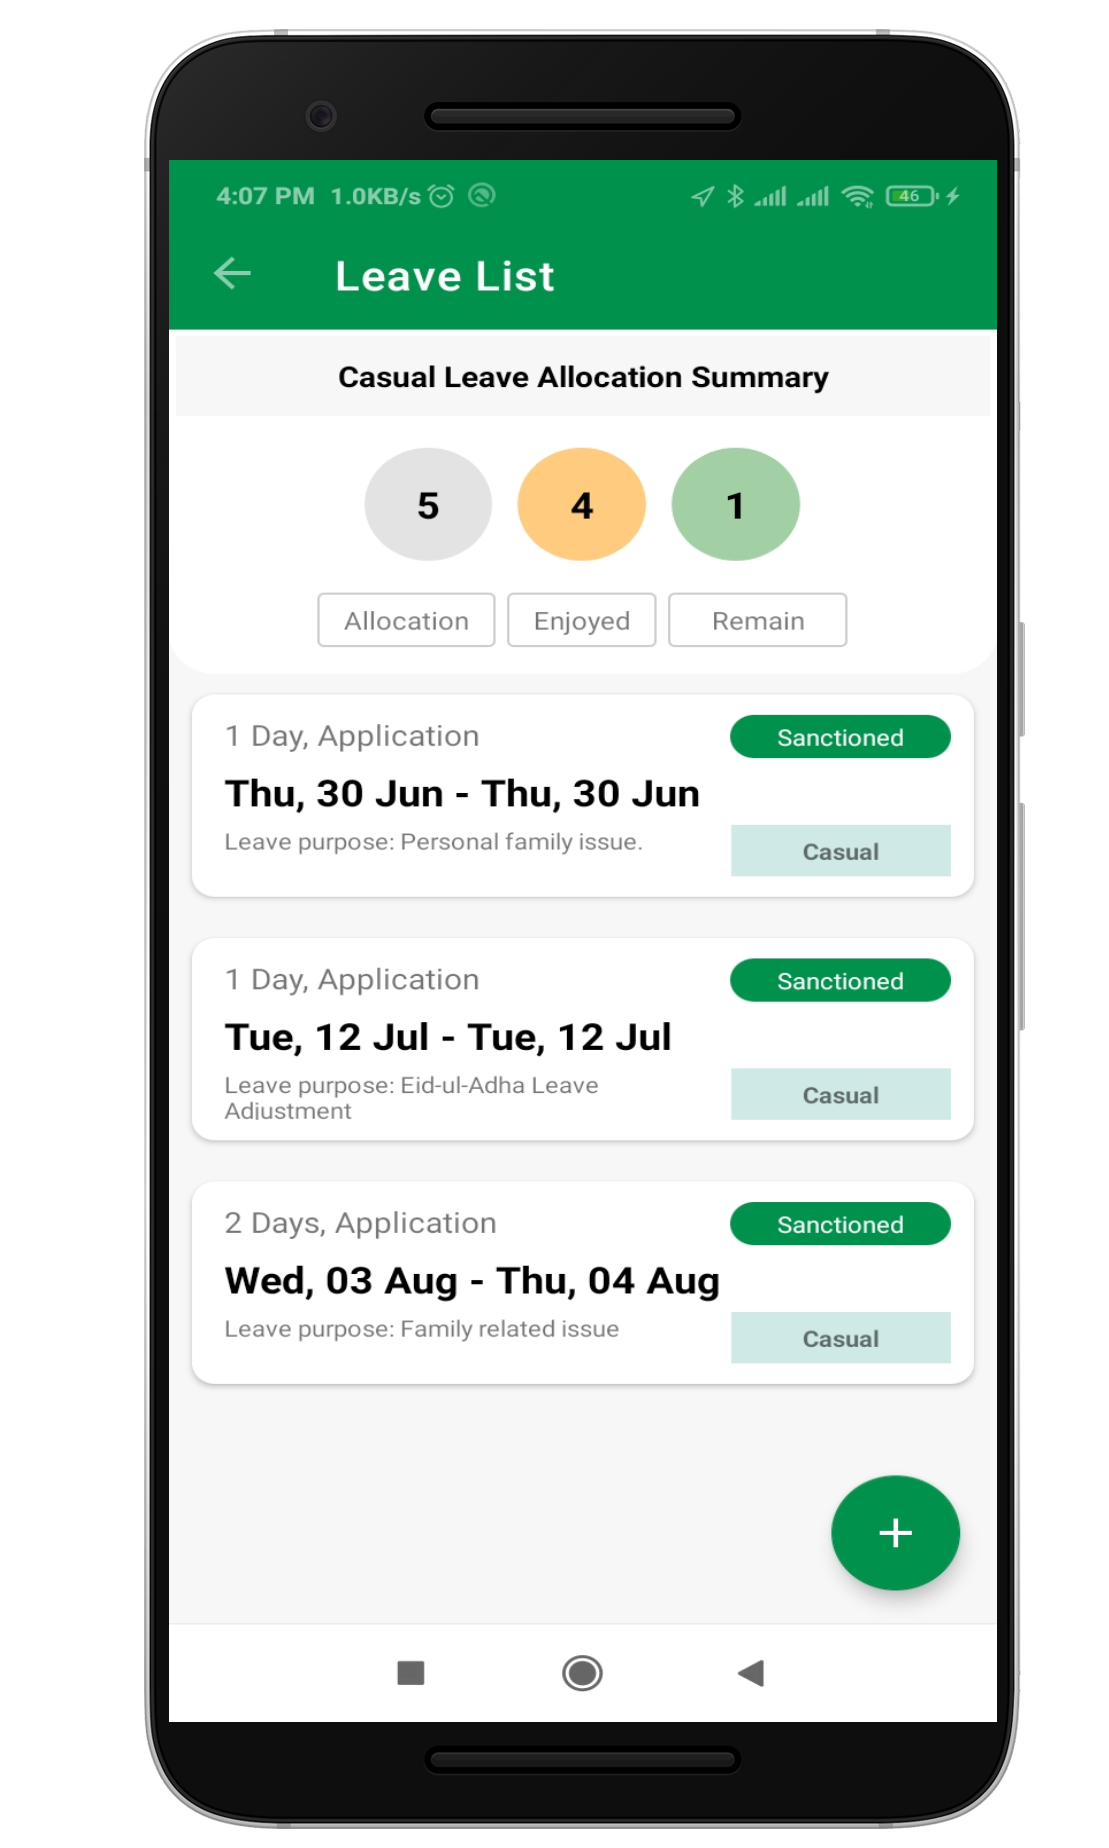 4:07 PM 1.0KB/s 46
Leave List
Casual Leave Allocation Summary
5 4 1
Allocation Enjoyed Remain
1 Day, Application Sanctioned
Thu, 30 Jun - Thu, 30 Jun
Leave purpose: Personal family issue.
Casual
1 Day, Application Sanctioned
Tue, 12 Jul - Tue, 12 Jul
Leave purpose: Eid-ul-Adha Leave
Adjustment
Casual
2 Days, Application Sanctioned
Wed, 03 Aug - Thu, 04 Aug
Leave purpose: Family related issue
Casual
+